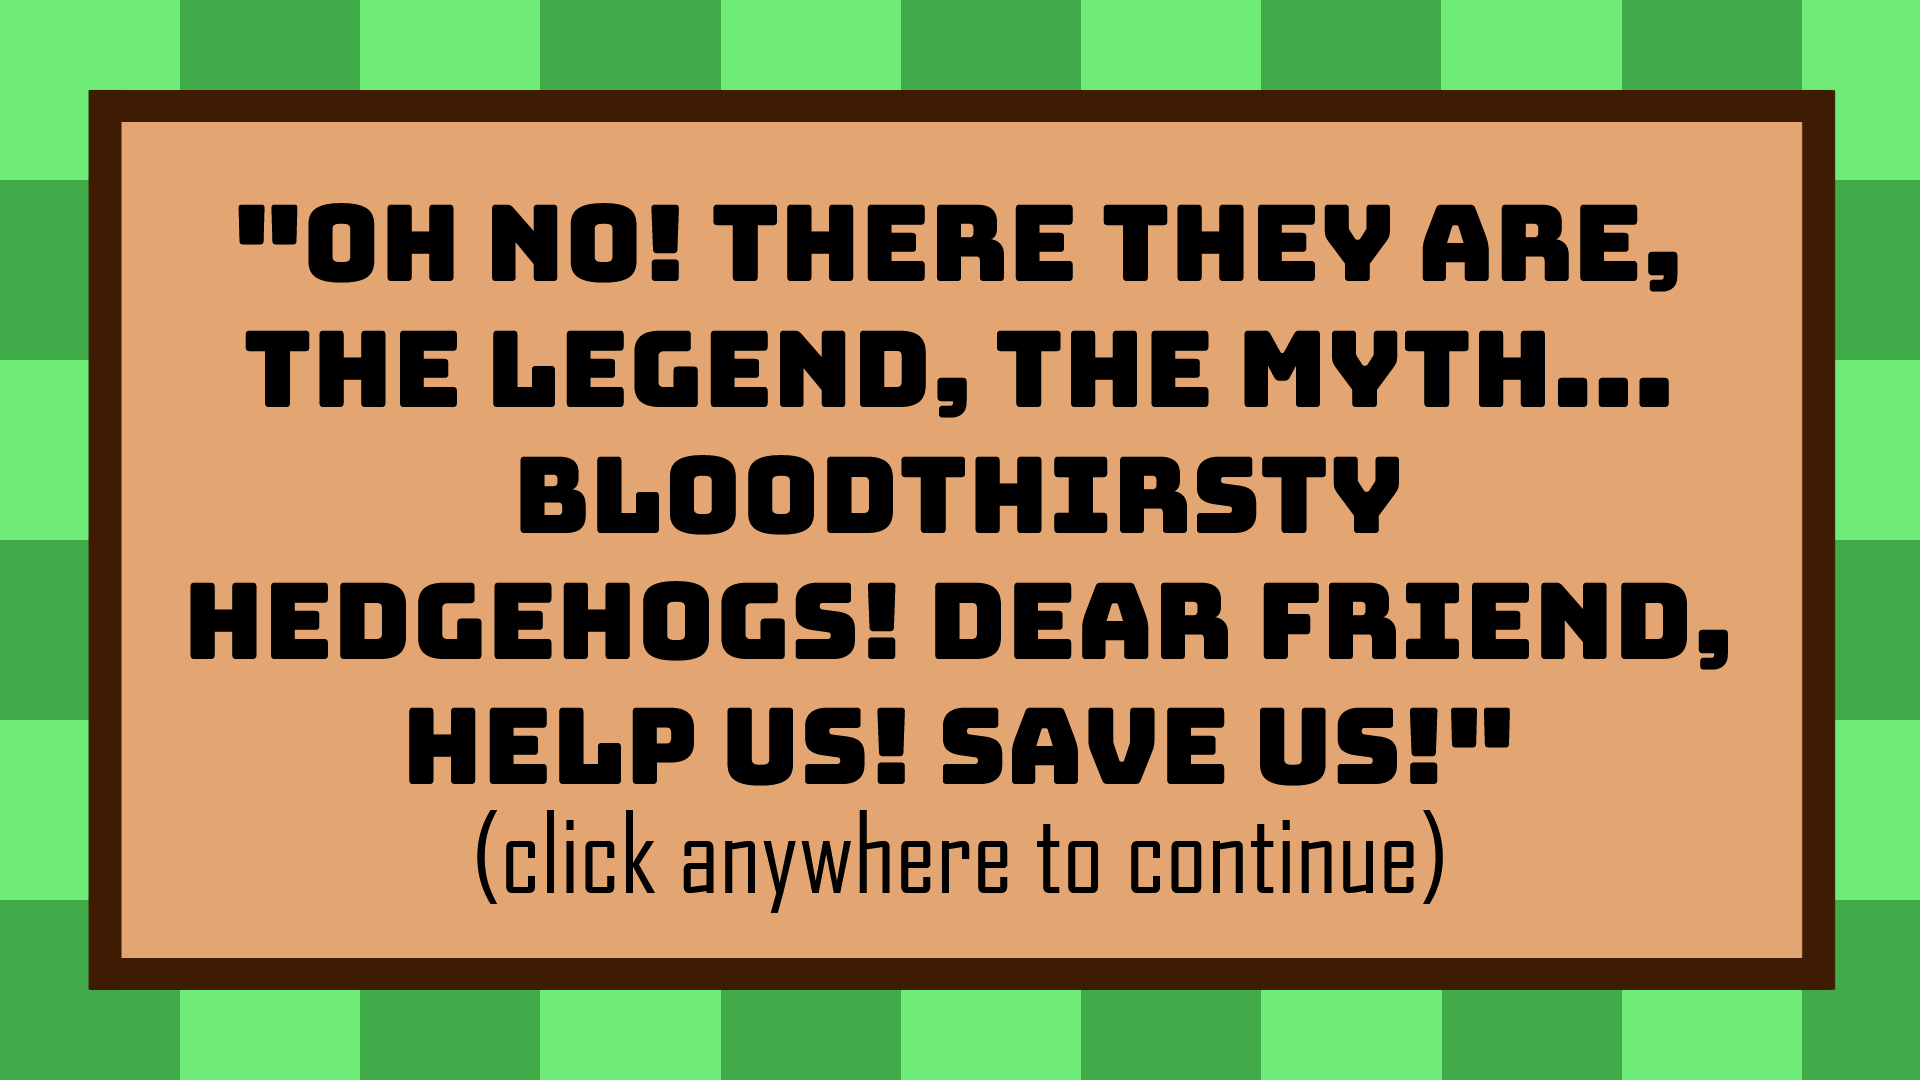 "OH NO! THERE THEY ARE,
THE LEGEND, THE MYTH...
BLOODTHIRSTY
HEDGEHOGS! DEAR FRIEND,
HELP US! SAVE US!"
(click anywhere to continue)